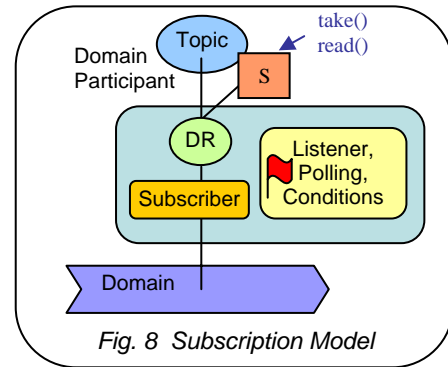 take()
read()
Topic
Domain
Participant
S
DR
Listener,
Polling,
Conditions
Subscriber
Domain
Fig. 8 Subscription Model